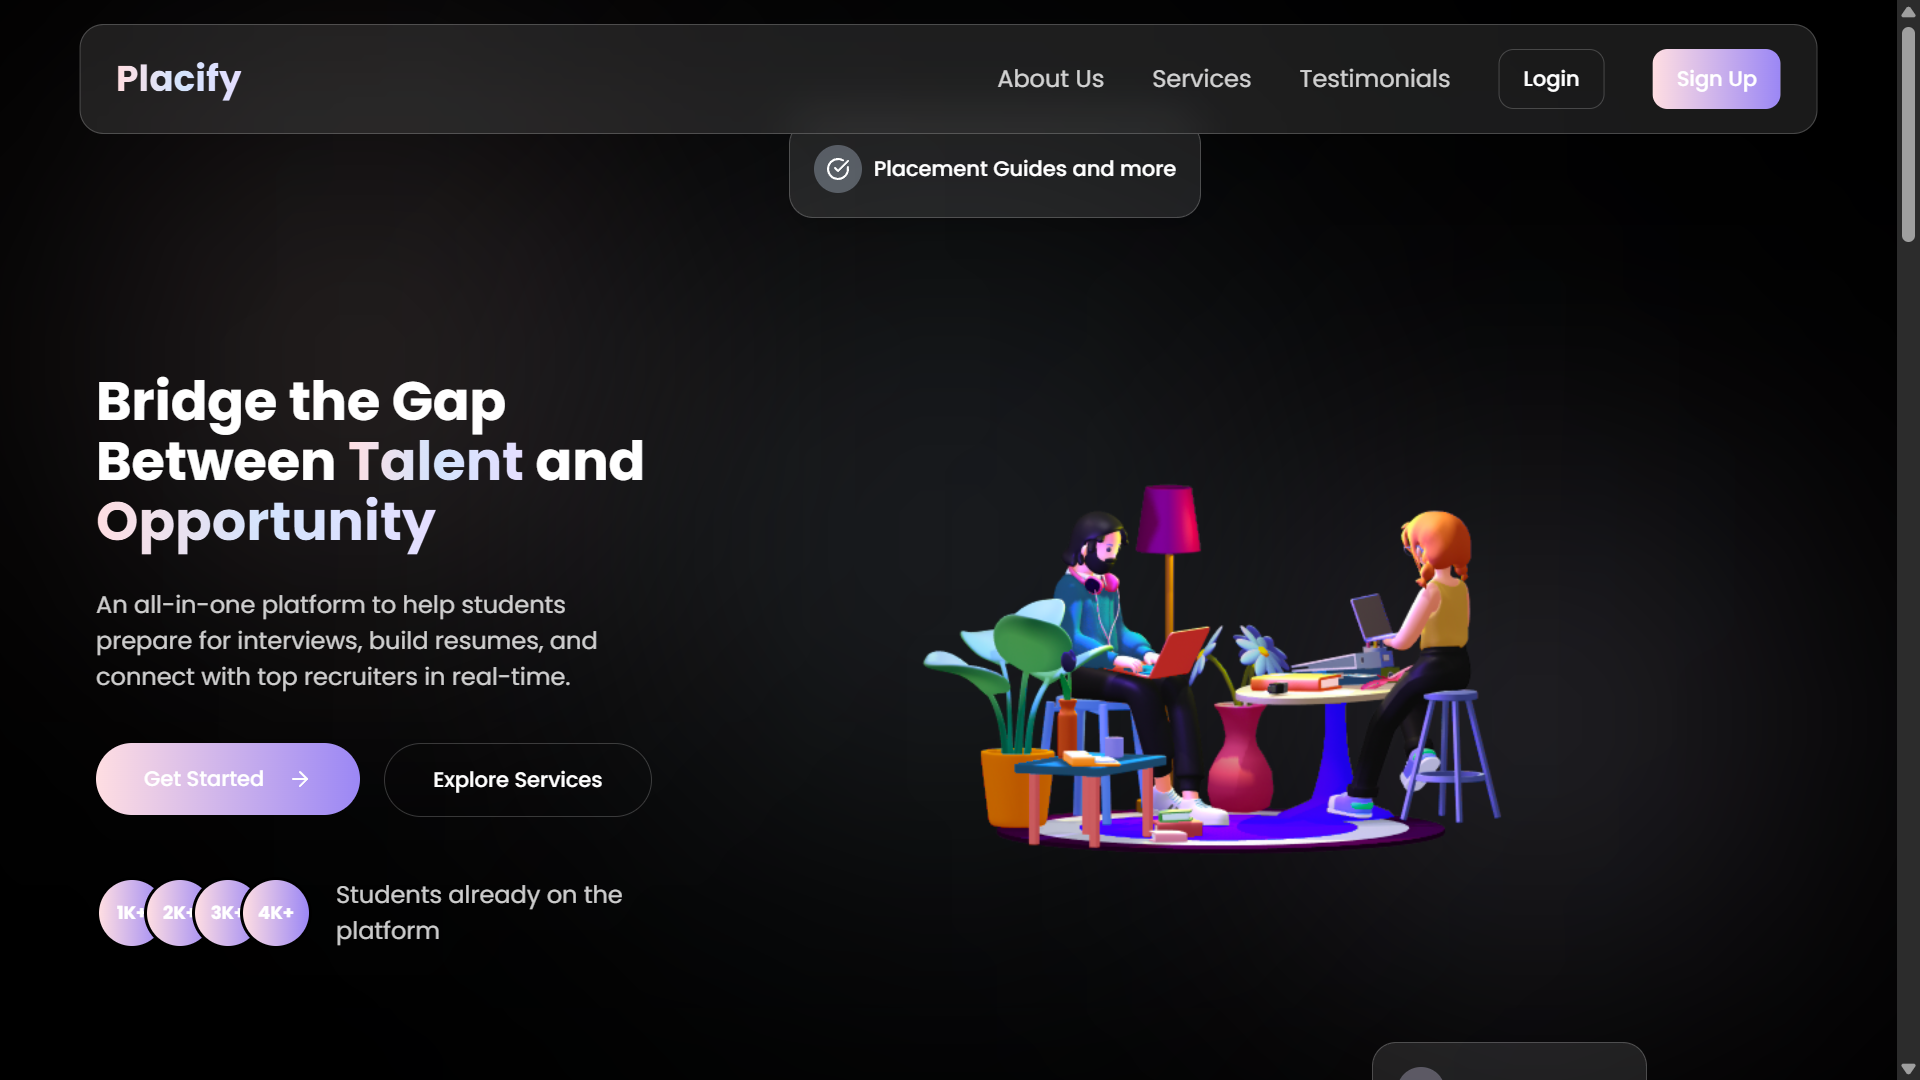 Placify
About Us
Services
Testimonials
Login
Sign Up
Placement Guides and more
Bridge the Gap
Between Talent and
Opportunity
An all-in-one platform to help students
prepare for interviews, build resumes, and
connect with top recruiters in real-time.
Get Started
Explore Services
1K+
2K+
3K+
4K+
Students already on the
platform